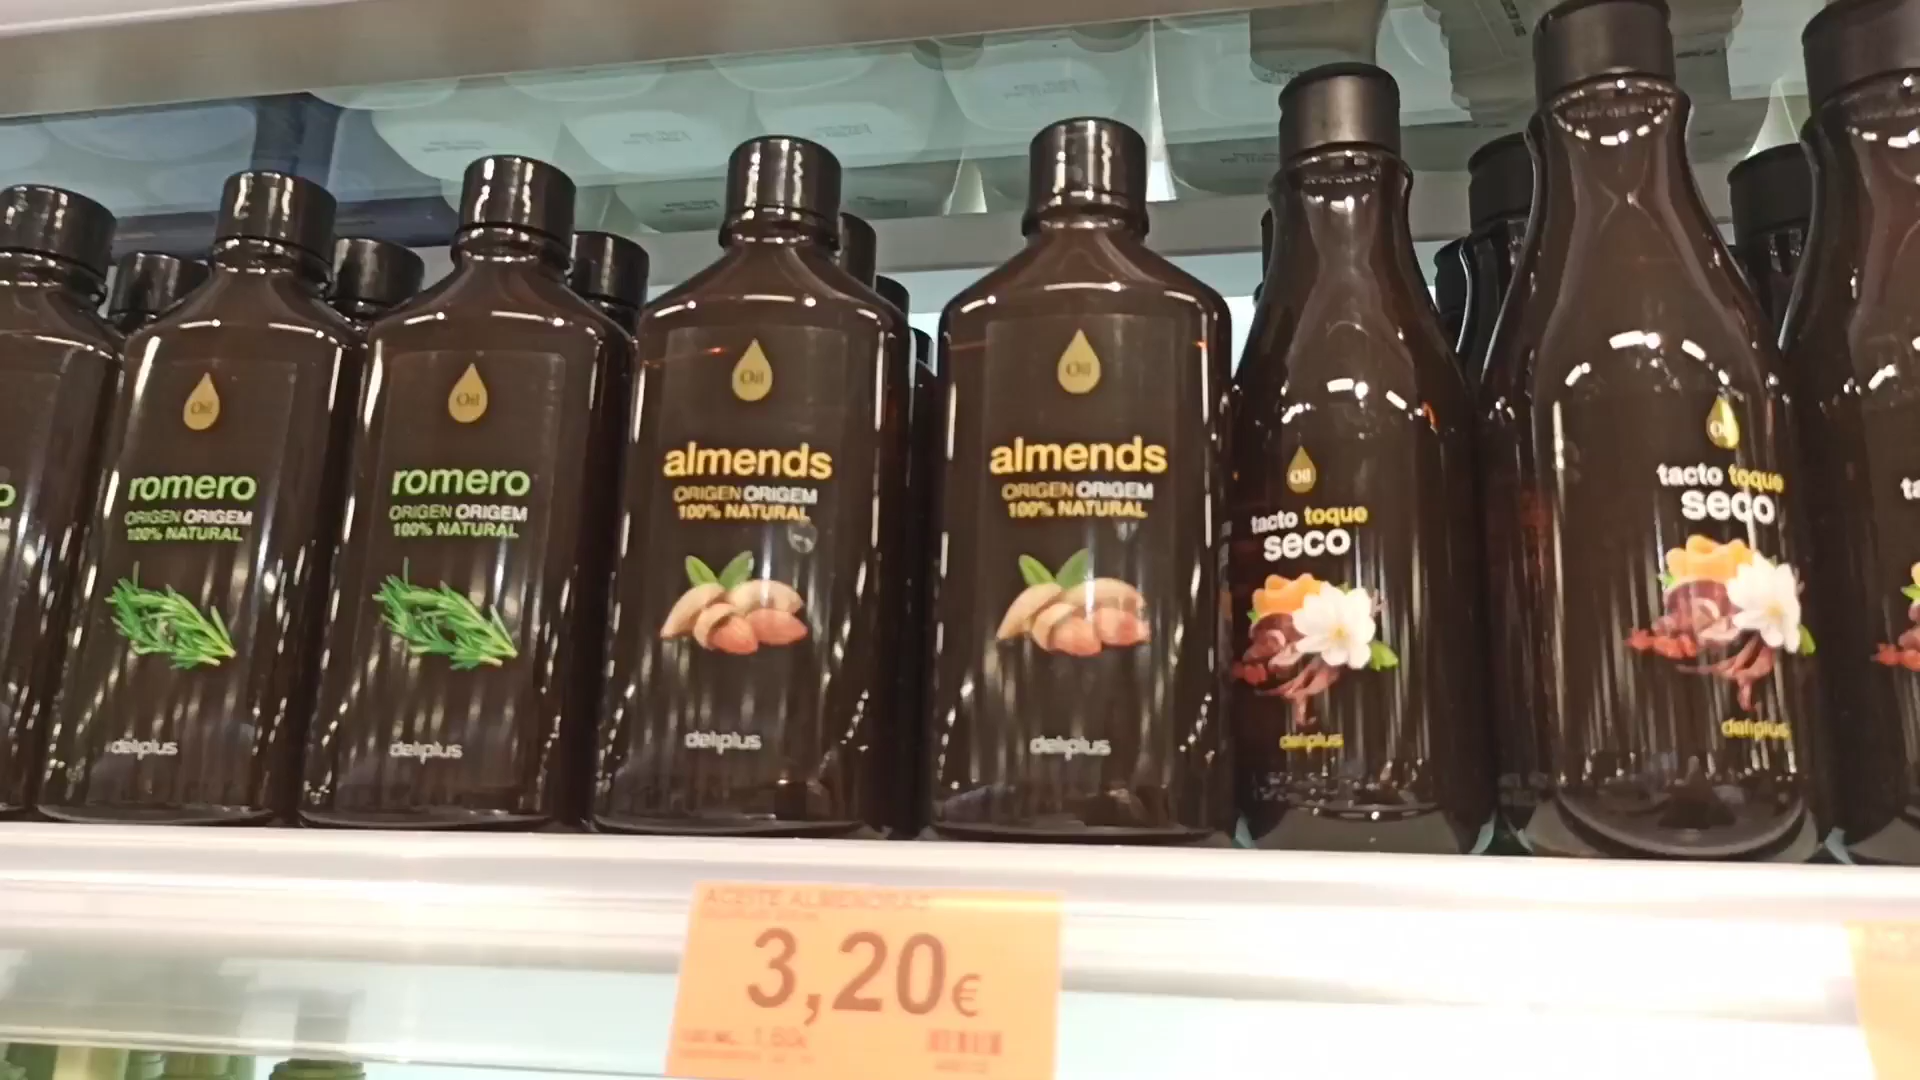 Oil
romero
ORIGEN ORIGEM
100% NATURAL
deliplus
Oil
romero
ORIGEN ORIGEM
100% NATURAL
deliplus
Oil
almends
ORIGEN ORIGEM
100% NATURAL
deliplus
Oil
almends
ORIGEN ORIGEM
100% NATURAL
deliplus
Oil
tacto toque
seco
deliplus
tacto toque
seco
deliplus
ACEITE ALMENDRAS
3,20€